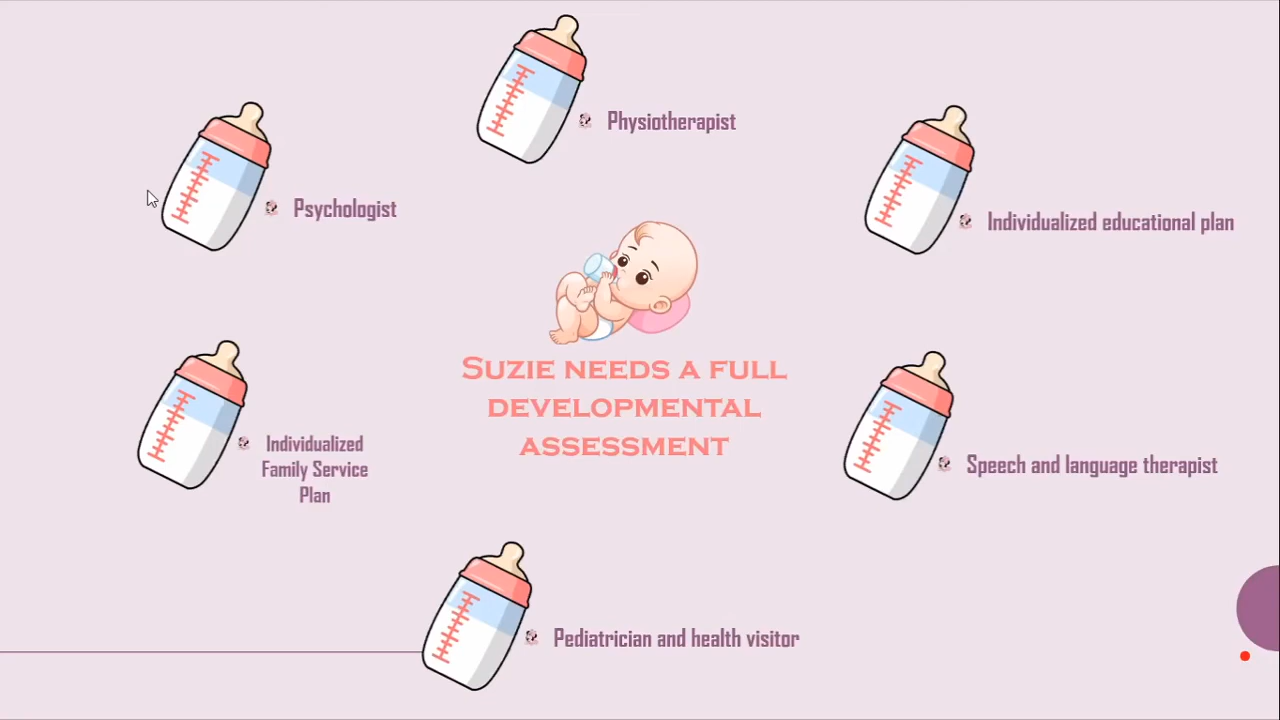 Physiotherapist
Psychologist
Individualized educational plan
SUZIE NEEDS A FULL
DEVELOPMENTAL
ASSESSMENT
Individualized
Family Service
Plan
Speech and language therapist
Pediatrician and health visitor